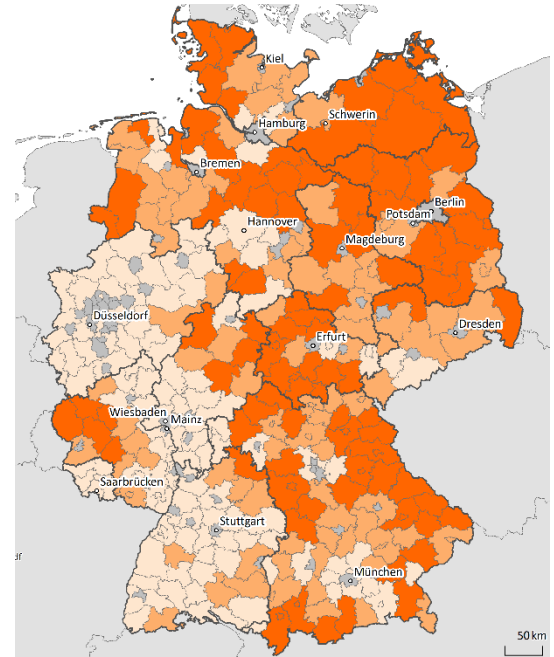 Kiel
Schwerin
Hamburg
Bremen
Berlin
Potsdam
Hannover
Magdeburg
Düsseldorf
Dresden
Erfurt
Wiesbaden
Mainz
Saarbrücken
Stuttgart
München
50 km